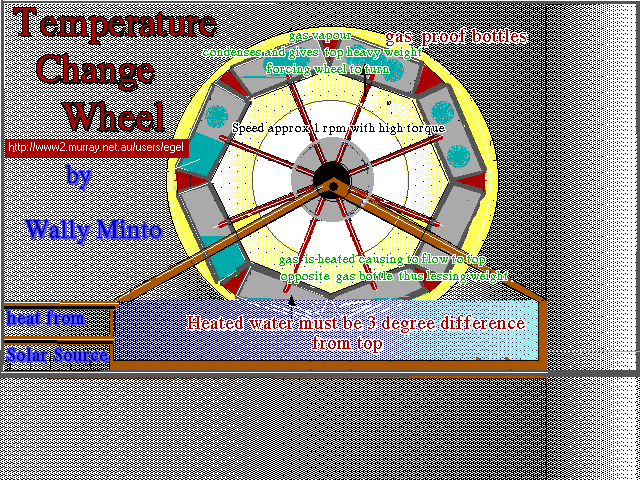 Temperature
Change
Wheel
http://www2.murray.net.au/users/egel
by
Wally Minto
gas vapour
condenses and gives top heavy weight
forcing wheel to turn
gas proof bottles
Speed approx 1 rpm with high torque
gas is heated causing to flow to top
opposite gas bottle thus lessing weight
Heated water must be 3 degree difference
from top
heat from
Solar Source